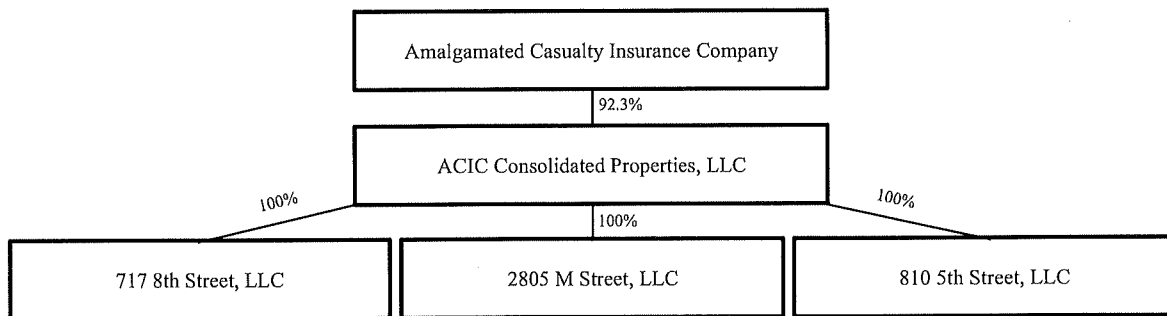 Amalgamated Casualty Insurance Company
92.3%
ACIC Consolidated Properties, LLC
100%
100%
100%
717 8th Street, LLC
2805 M Street, LLC
810 5th Street, LLC